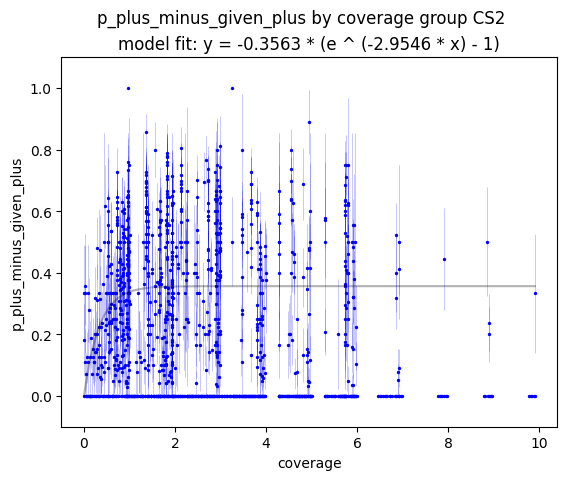 p_plus_minus_given_plus by coverage group CS2
model fit: y = -0.3563 * (e ^ (-2.9546 * x) - 1)
1.0
0.8
0.6
0.4
0.2
0.0
p_plus_minus_given_plus
0 2 4 6 8 10
coverage